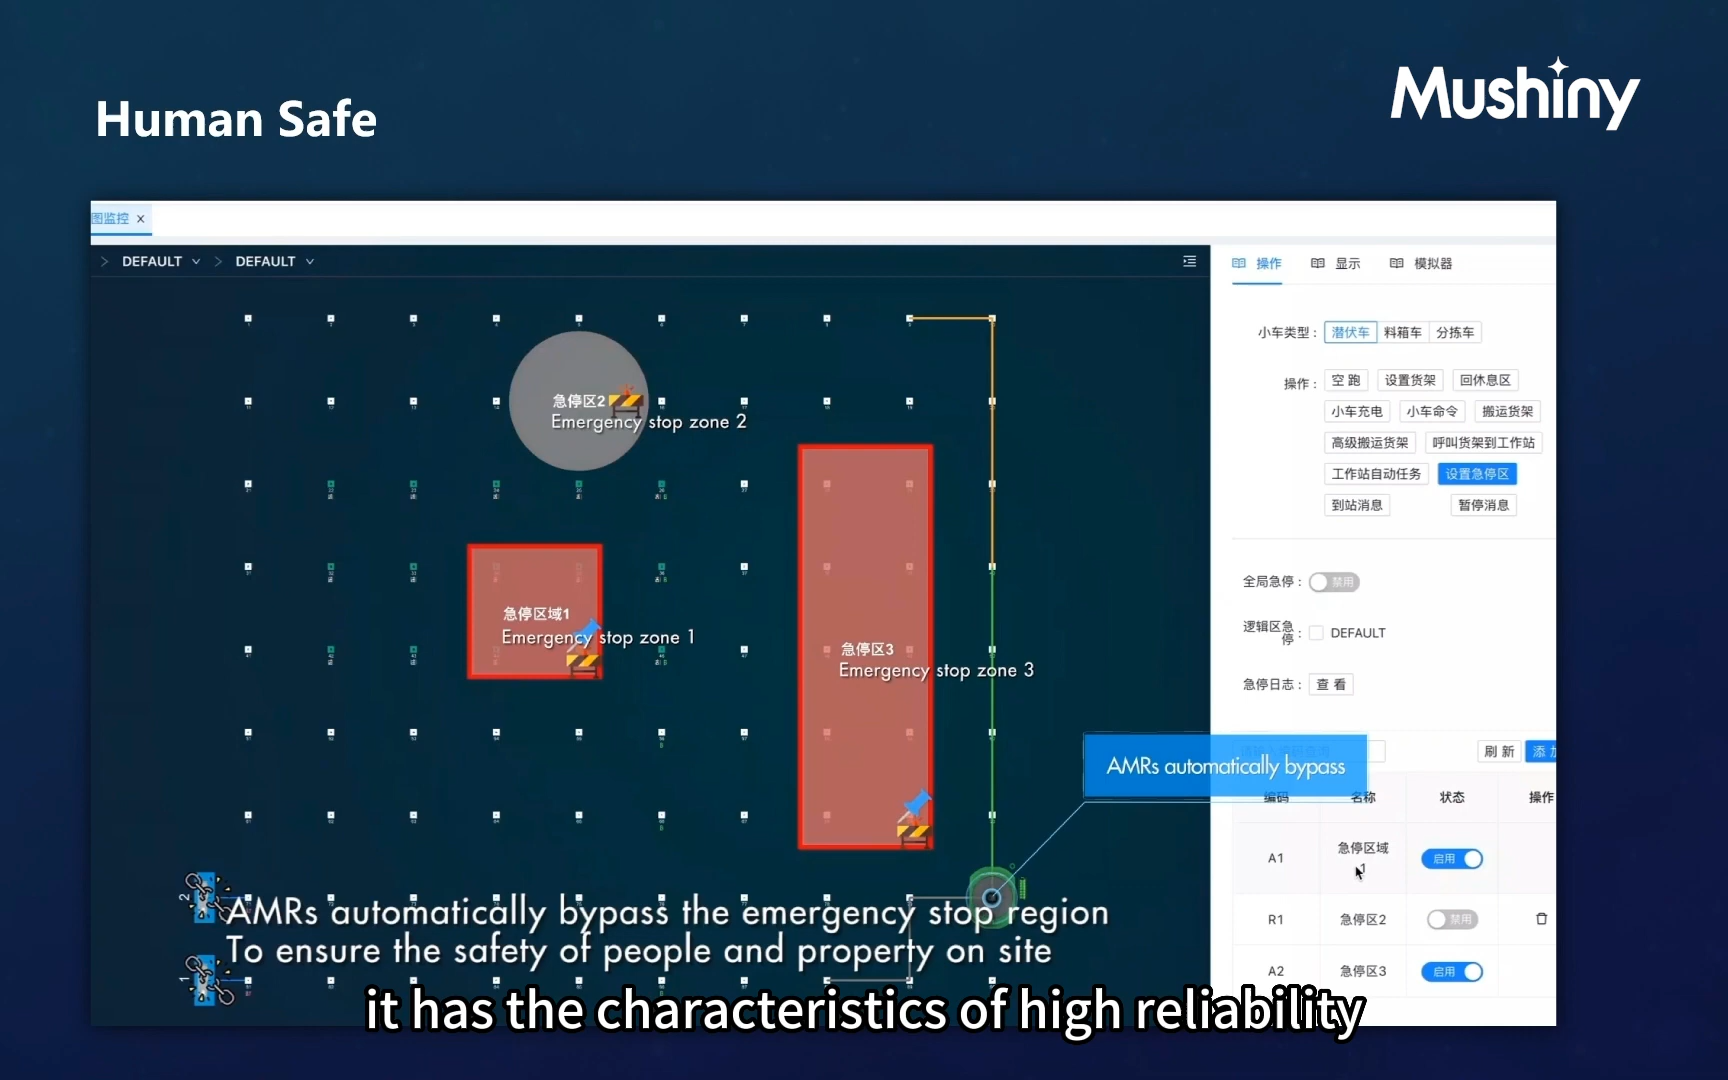 Human Safe
Mushiny
图监控 x
DEFAULT
DEFAULT
操作
显示
模拟器
小车类型：
潜伏车
料箱车
分拣车
操作：
空 跑
设置货架
回休息区
小车充电
小车命令
搬运货架
高级搬运货架
呼叫货架到工作站
工作站自动任务
设置急停区
到站消息
暂停消息
全局急停：
禁用
逻辑区急停：
DEFAULT
急停日志：
查 看
刷 新
添 加
编码
名称
状态
操作
A1
急停区域1
启用
R1
急停区2
禁用
A2
急停区3
启用
急停区2
Emergency stop zone 2
急停区域1
Emergency stop zone 1
急停区3
Emergency stop zone 3
AMRs automatically bypass
AMRs automatically bypass the emergency stop region
To ensure the safety of people and property on site
it has the characteristics of high reliability